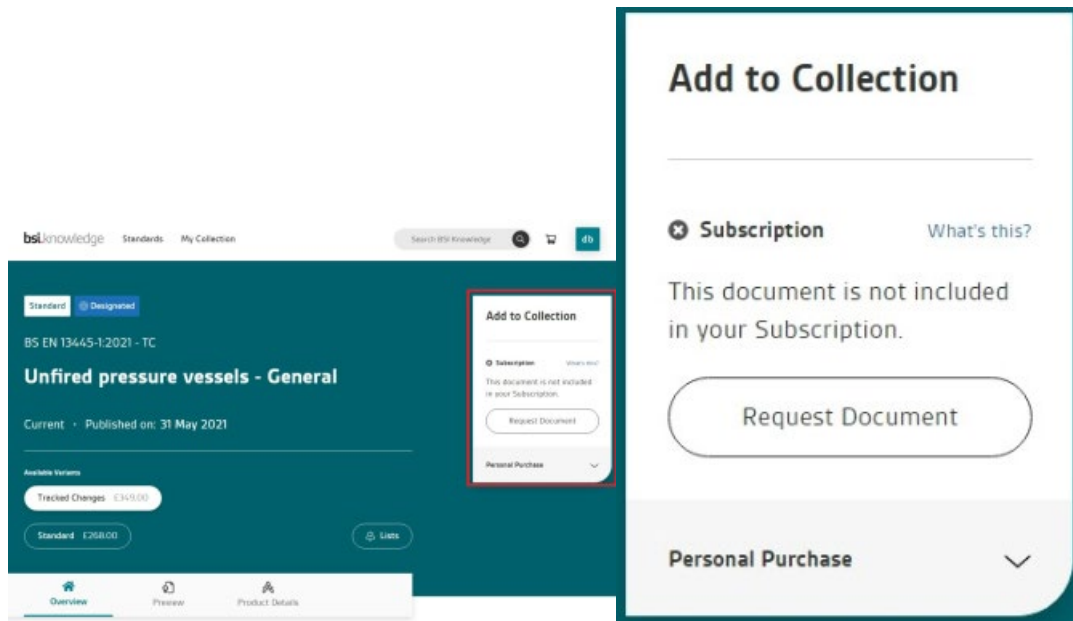 bsi.knowledge Standards My Collection Search BSI Knowledge db
Standard Designated
BS EN 13445-1:2021 - TC
Unfired pressure vessels - General
Current · Published on: 31 May 2021
Available Variants
Tracked Changes £349.00
Standard £268.00 Lists
Overview Preview Product Details
Add to Collection
Subscription What's this?
This document is not included
in your Subscription.
Request Document
Personal Purchase
Add to Collection
Subscription What's this?
This document is not included
in your Subscription.
Request Document
Personal Purchase